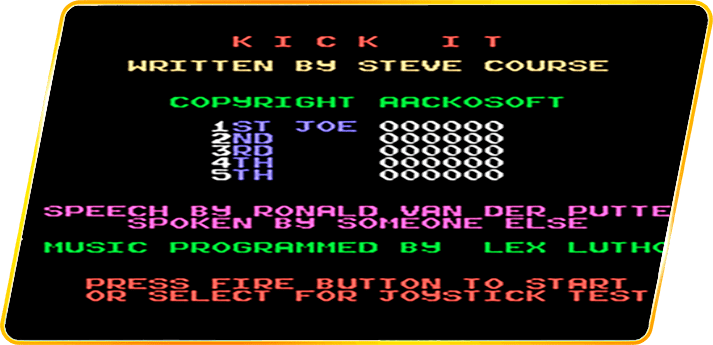 KICK IT
WRITTEN BY STEVE COURSE
COPYRIGHT AACKOSOFT
1ST JOE 000000
2ND 000000
3RD 000000
4TH 000000
5TH 000000
SPEECH BY RONALD VAN DER PUTTE
SPOKEN BY SOMEONE ELSE
MUSIC PROGRAMMED BY LEX
PRESS FIRE BUTTON TO START
OR SELECT FOR JOYSTICK TEST